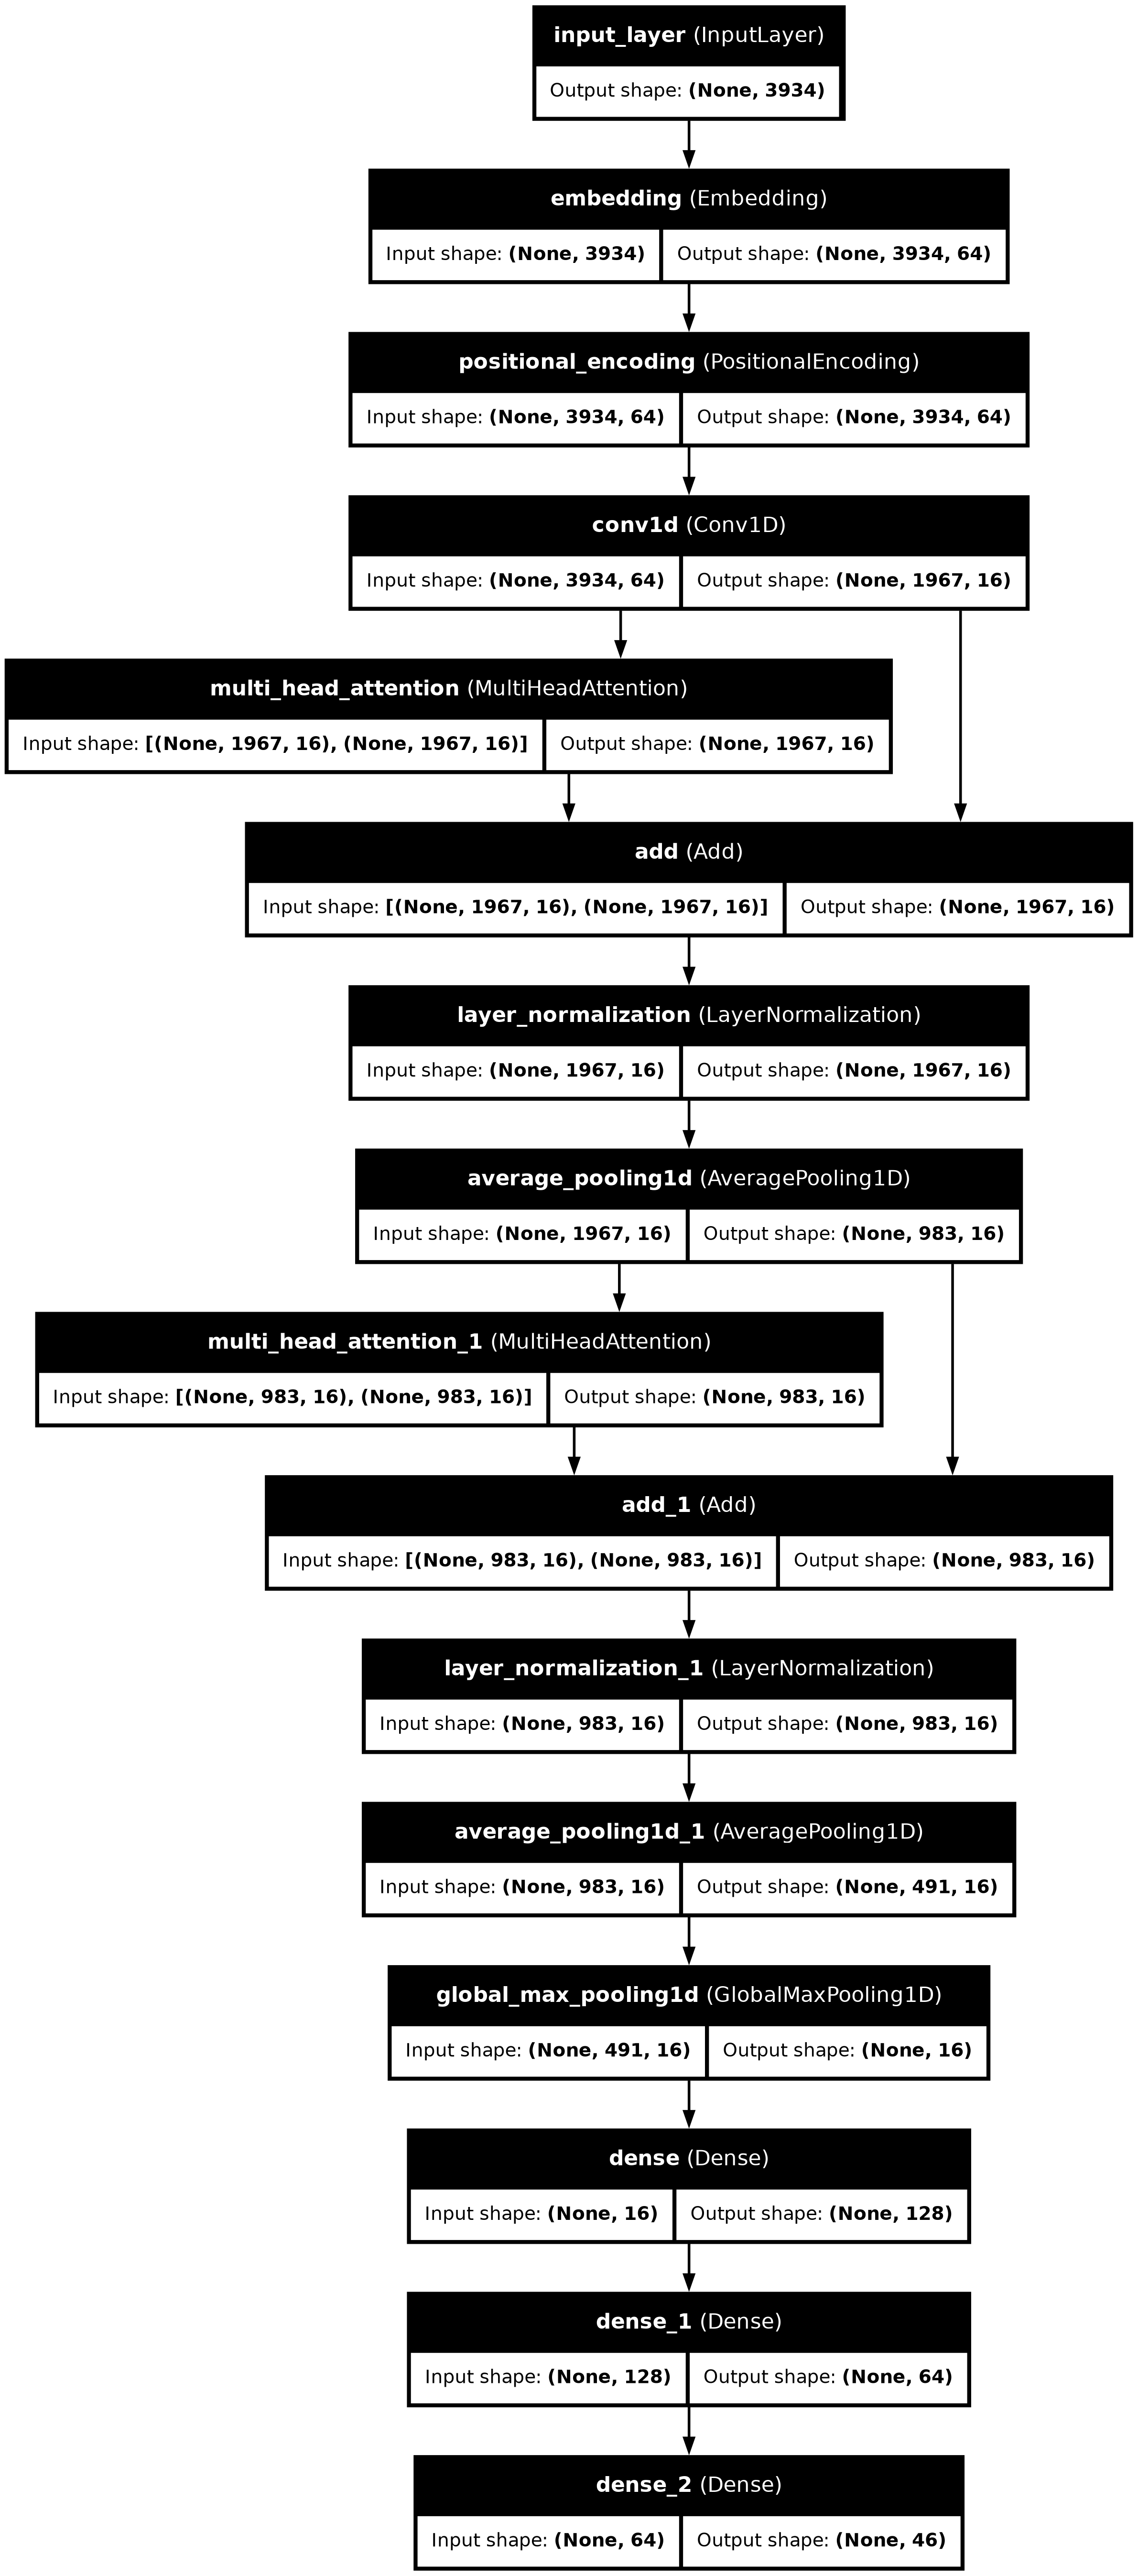 input_layer (InputLayer)
Output shape: (None, 3934)
embedding (Embedding)
Input shape: (None, 3934) Output shape: (None, 3934, 64)
positional_encoding (PositionalEncoding)
Input shape: (None, 3934, 64) Output shape: (None, 3934, 64)
conv1d (Conv1D)
Input shape: (None, 3934, 64) Output shape: (None, 1967, 16)
multi_head_attention (MultiHeadAttention)
Input shape: [(None, 1967, 16), (None, 1967, 16)] Output shape: (None, 1967, 16)
add (Add)
Input shape: [(None, 1967, 16), (None, 1967, 16)] Output shape: (None, 1967, 16)
layer_normalization (LayerNormalization)
Input shape: (None, 1967, 16) Output shape: (None, 1967, 16)
average_pooling1d (AveragePooling1D)
Input shape: (None, 1967, 16) Output shape: (None, 983, 16)
multi_head_attention_1 (MultiHeadAttention)
Input shape: [(None, 983, 16), (None, 983, 16)] Output shape: (None, 983, 16)
add_1 (Add)
Input shape: [(None, 983, 16), (None, 983, 16)] Output shape: (None, 983, 16)
layer_normalization_1 (LayerNormalization)
Input shape: (None, 983, 16) Output shape: (None, 983, 16)
average_pooling1d_1 (AveragePooling1D)
Input shape: (None, 983, 16) Output shape: (None, 491, 16)
global_max_pooling1d (GlobalMaxPooling1D)
Input shape: (None, 491, 16) Output shape: (None, 16)
dense (Dense)
Input shape: (None, 16) Output shape: (None, 128)
dense_1 (Dense)
Input shape: (None, 128) Output shape: (None, 64)
dense_2 (Dense)
Input shape: (None, 64) Output shape: (None, 46)